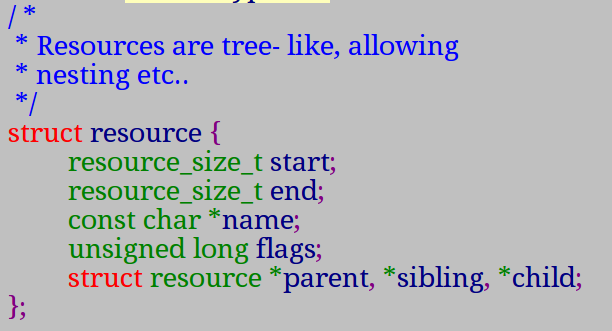 / *
* Resources are tree- like, allowing
* nesting etc..
*/
struct resource {
resource_size_t start;
resource_size_t end;
const char *name;
unsigned long flags;
struct resource *parent, *sibling, *child;
};